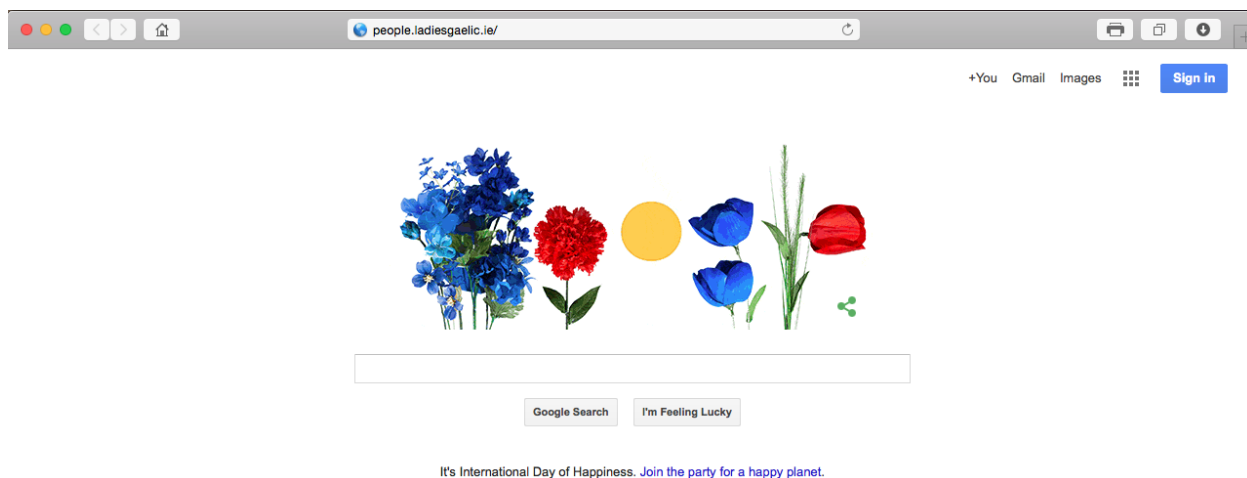 people.ladiesgaelic.ie/
+You Gmail Images Sign in
Google Search I'm Feeling Lucky
It's International Day of Happiness. Join the party for a happy planet.